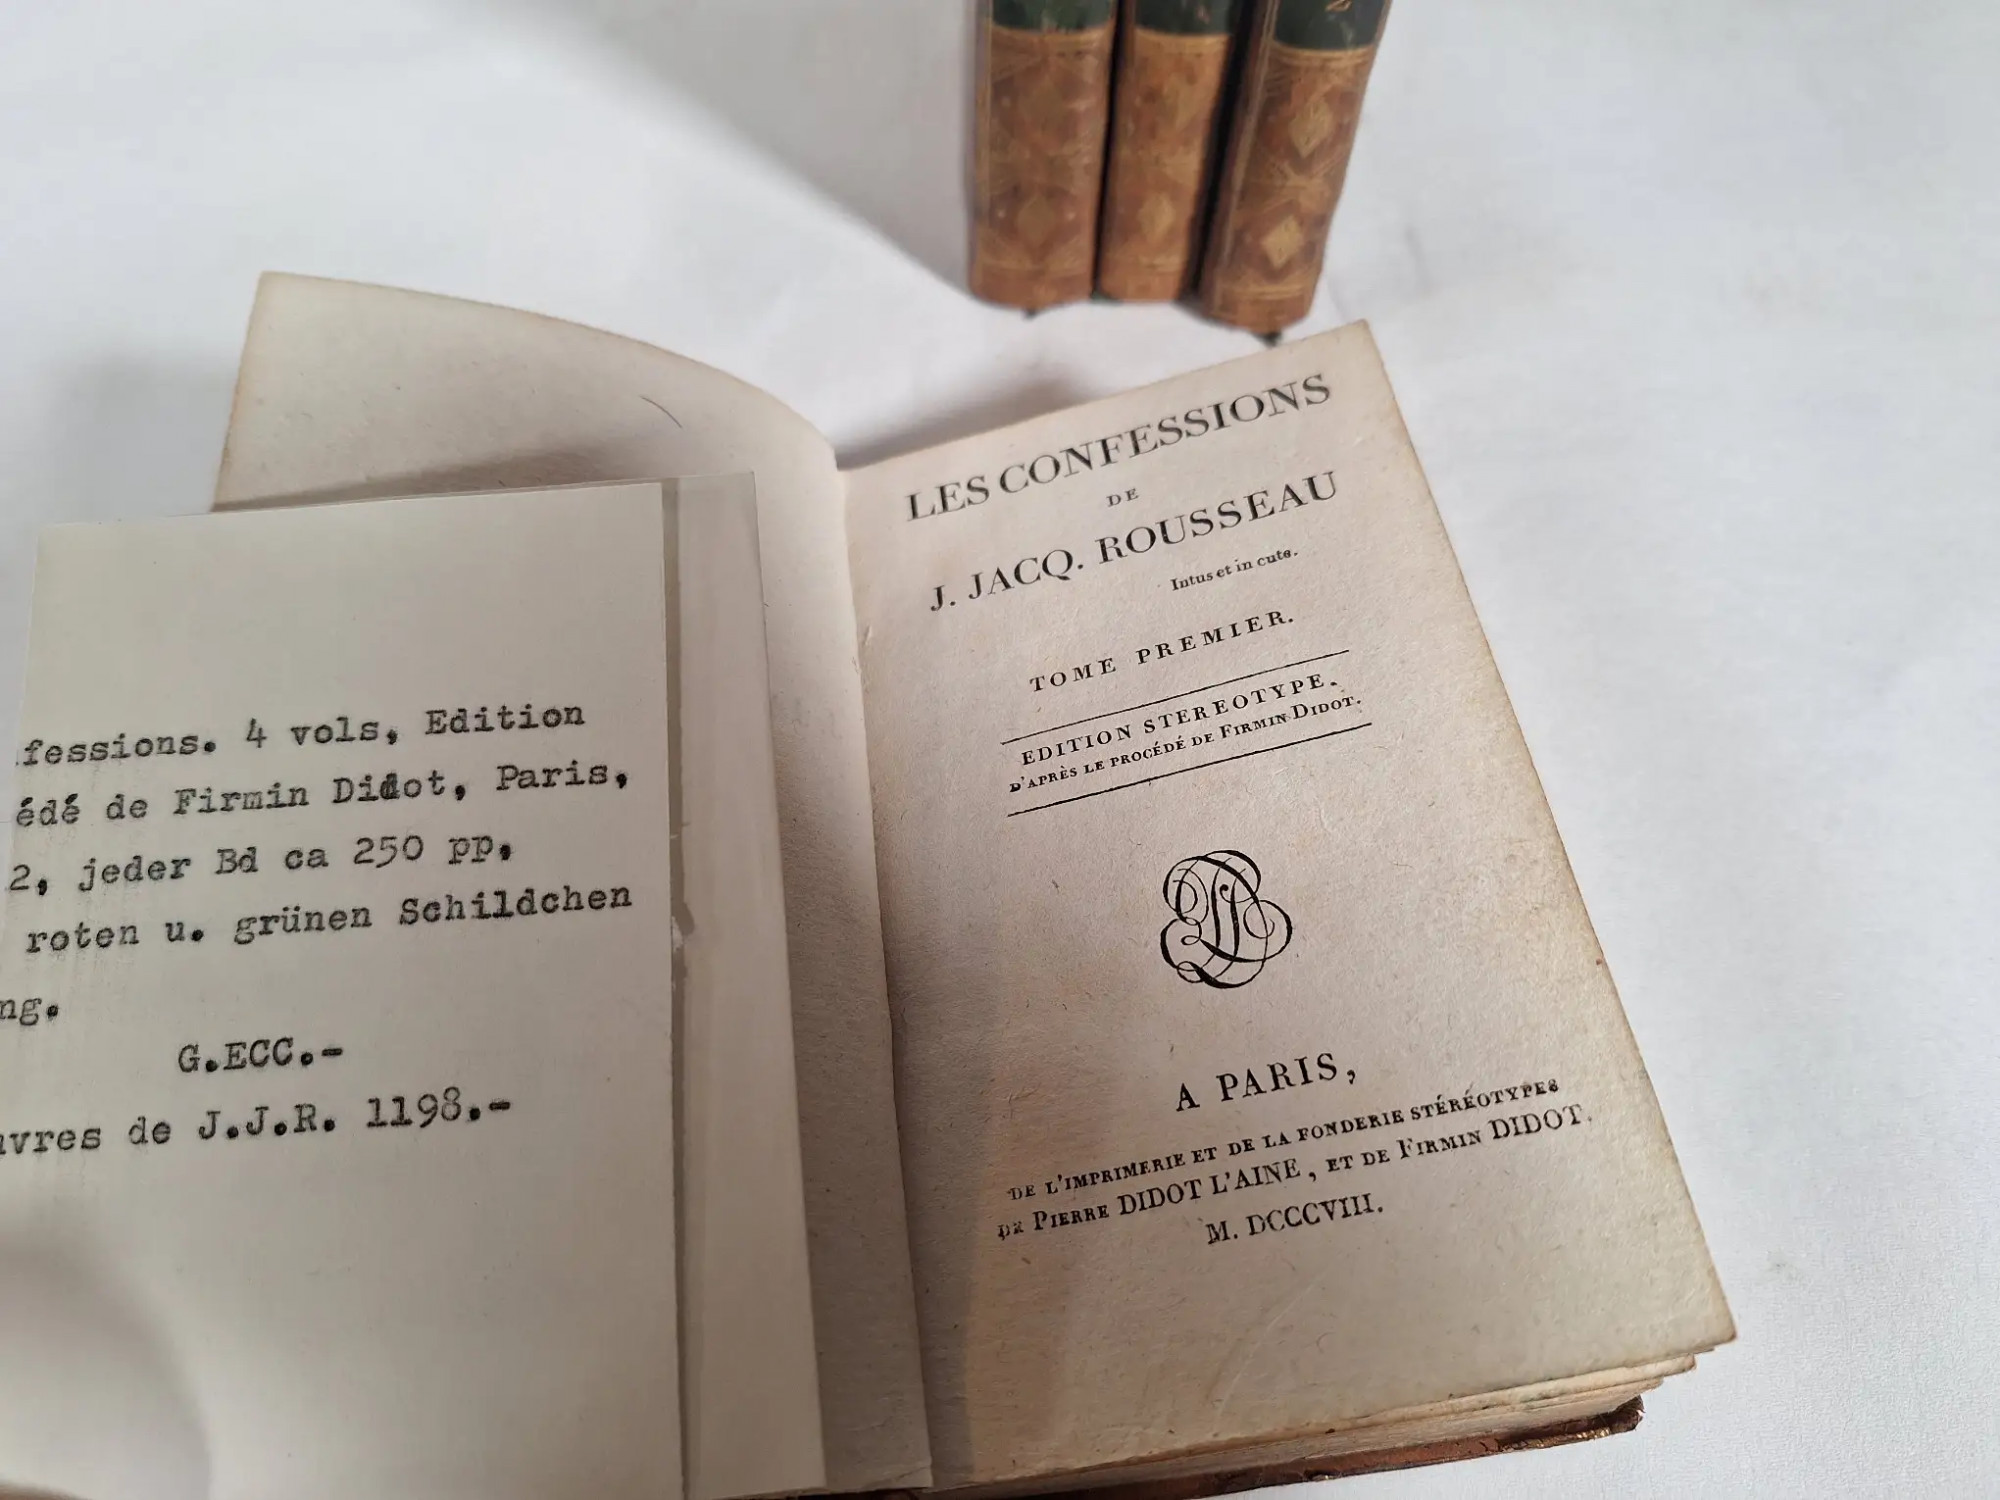 fessions. 4 vols, Edition
édé de Firmin Didot, Paris,
2, jeder Bd ca 250 pp,
roten u. grünen Schildchen
ng.
G.ECC.-
uvres de J.J.R. 1198.-
LES CONFESSIONS
DE
J. JACQ. ROUSSEAU
Intus et in cute.
TOME PREMIER.
EDITION STEREOTYPE.
D'APRÈS LE PROCÉDÉ DE FIRMIN DIDOT.
A PARIS,
DE L'IMPRIMERIE ET DE LA FONDERIE STÉRÉOTYPES
DE PIERRE DIDOT L'AINE, ET DE FIRMIN DIDOT.
M. DCCCVIII.
2